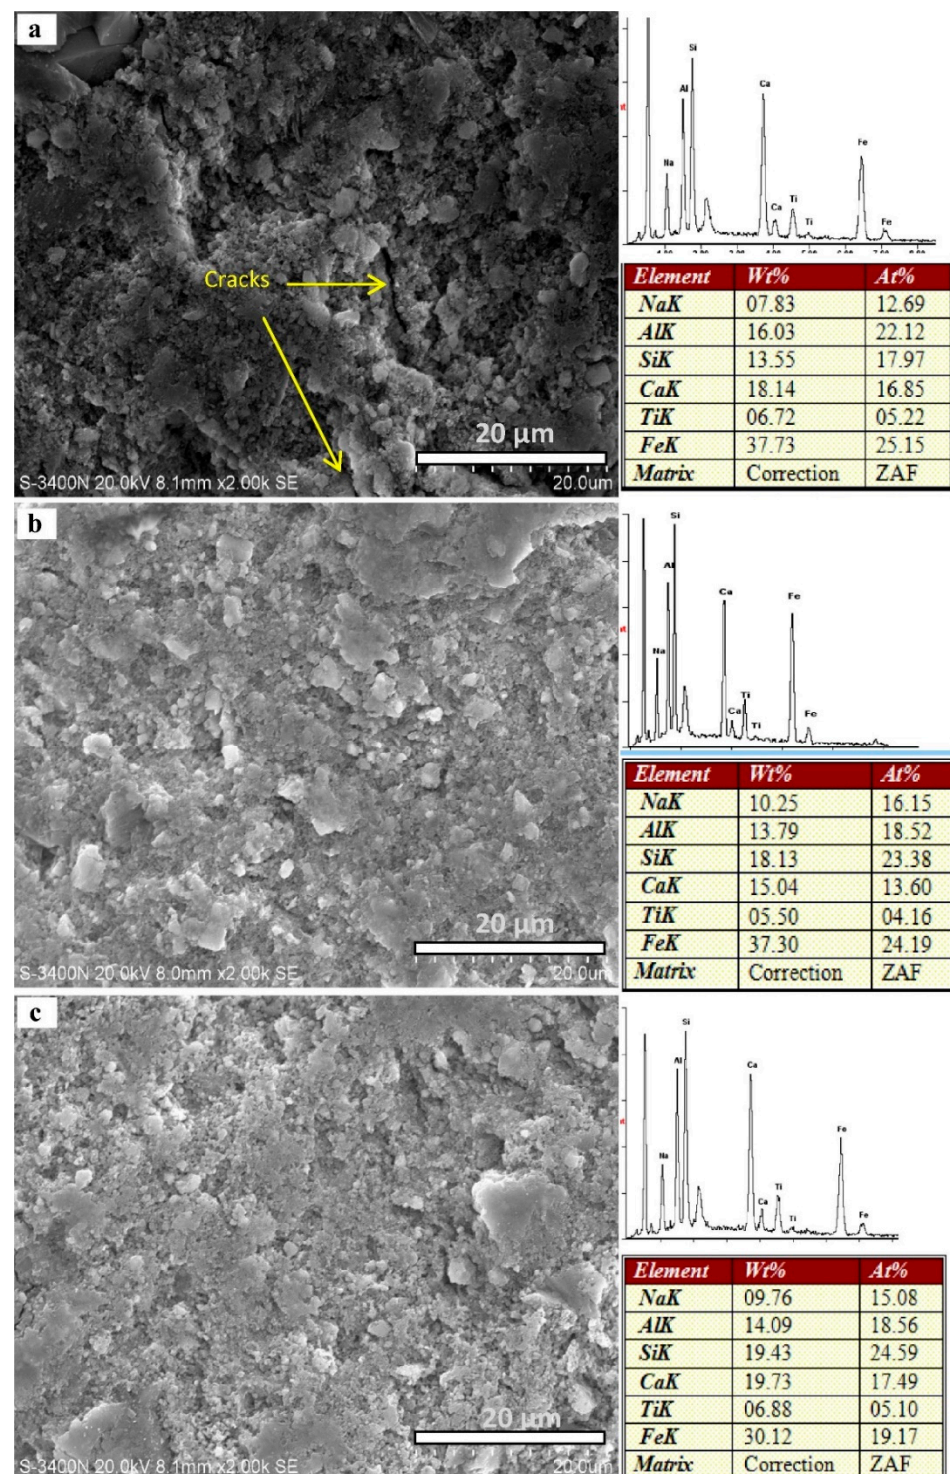 a
Cracks
20 µm
S-3400N 20.0kV 8.1mm x2.00k SE
20.0um
Si
Ca
Al
Fe
Na
Ca
Ti
Ti
Fe
Element Wt% At%
NaK 07.83 12.69
AlK 16.03 22.12
SiK 13.55 17.97
CaK 18.14 16.85
TiK 06.72 05.22
FeK 37.73 25.15
Matrix Correction ZAF
b
20 µm
S-3400N 20.0kV 8.0mm x2.00k SE
20.0um
Si
Al
Ca
Fe
Na
Ti
Ca
Ti
Fe
Element Wt% At%
NaK 10.25 16.15
AlK 13.79 18.52
SiK 18.13 23.38
CaK 15.04 13.60
TiK 05.50 04.16
FeK 37.30 24.19
Matrix Correction ZAF
c
20 µm
S-3400N 20.0kV 8.1mm x2.00k SE
20.0um
Si
Al
Ca
Fe
Na
Ti
Ca
Ti
Fe
Element Wt% At%
NaK 09.76 15.08
AlK 14.09 18.56
SiK 19.43 24.59
CaK 19.73 17.49
TiK 06.88 05.10
FeK 30.12 19.17
Matrix Correction ZAF